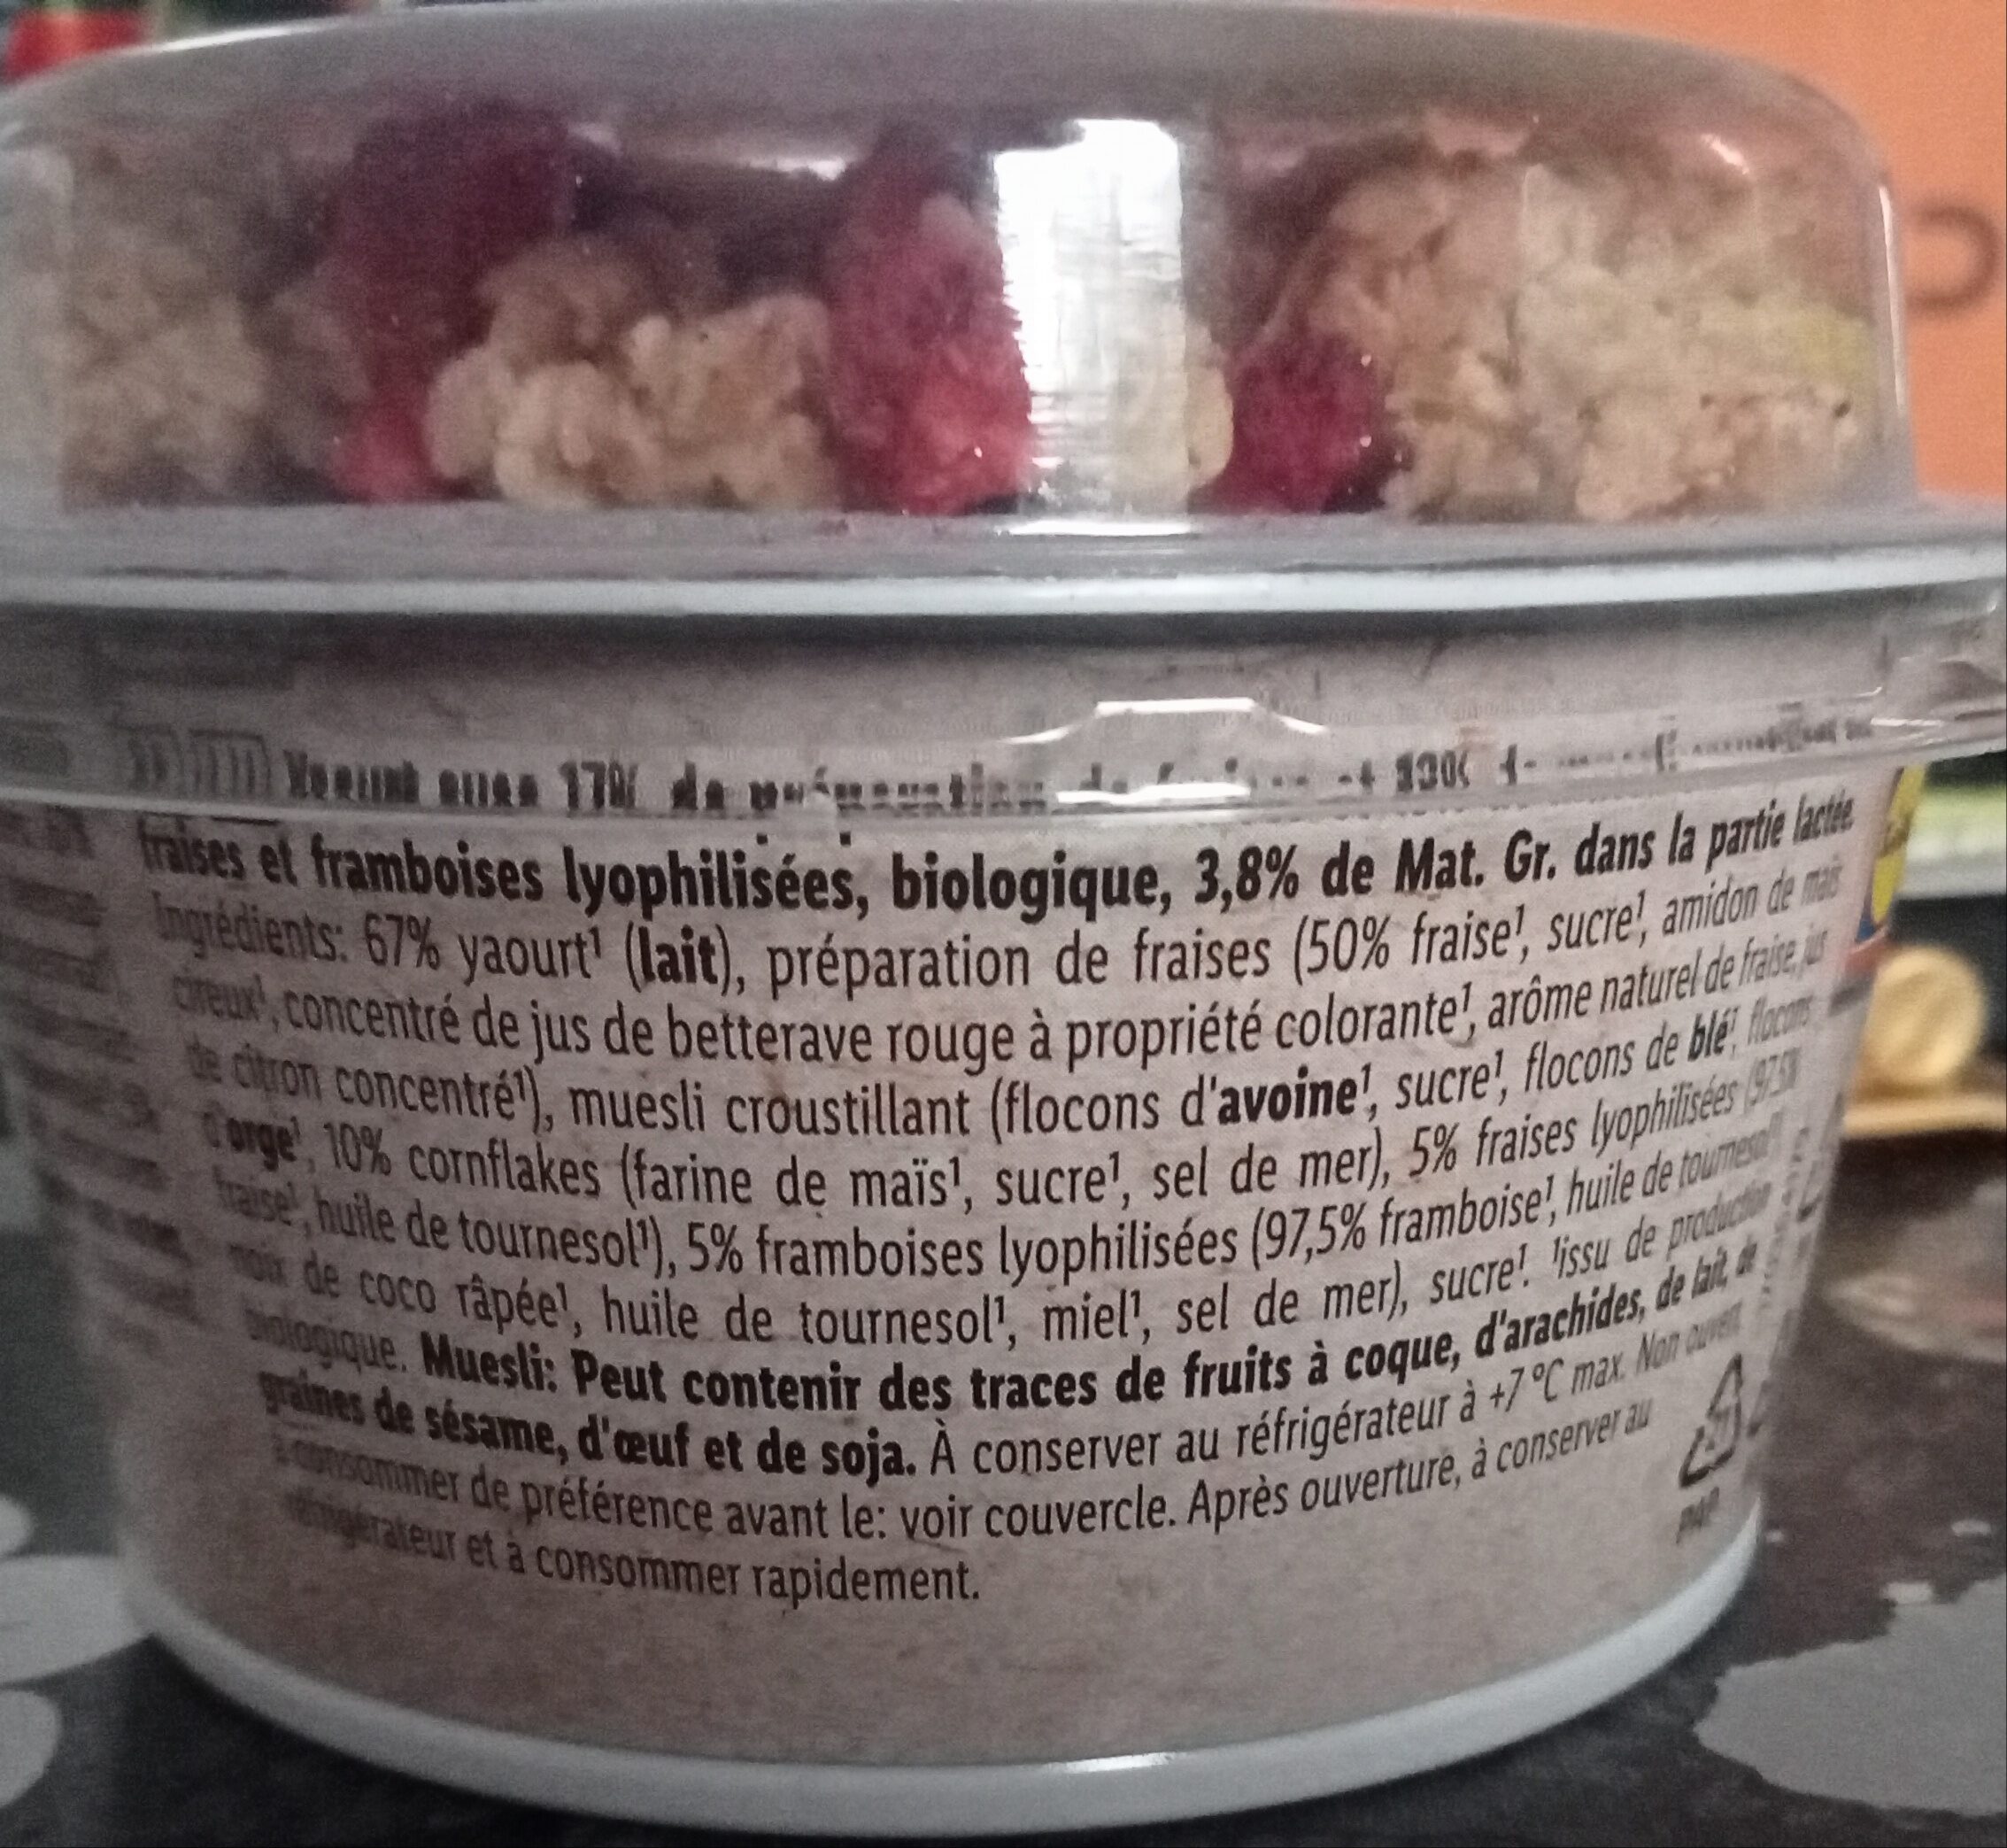 17% de
fraises et framboises lyophilisées, biologique, 3,8% de Mat. Gr. dans la partie lactée.
Ingrédients: 67% yaourt¹ (lait), préparation de fraises (50% fraise¹, sucre¹, amidon de maïs
cireux¹, concentré de jus de betterave rouge à propriété colorante¹, arôme naturel de fraise, jus
de citron concentré¹), muesli croustillant (flocons d'avoine¹, sucre¹, flocons de blé¹, flocons
d'orge¹, 10% cornflakes (farine de maïs¹, sucre¹, sel de mer), 5% fraises lyophilisées (97,5%
fraise¹, huile de tournesol¹), 5% framboises lyophilisées (97,5% framboise¹, huile de tournesol¹),
noix de coco râpée¹, huile de tournesol¹, miel¹, sel de mer), sucre¹. ¹issu de production
biologique. Muesli: Peut contenir des traces de fruits à coque, d'arachides, de lait, de
graines de sésame, d'œuf et de soja. À conserver au réfrigérateur à +7 °C max. Non ouvert,
à consommer de préférence avant le: voir couvercle. Après ouverture, à conserver au
réfrigérateur et à consommer rapidement.
21
PAP